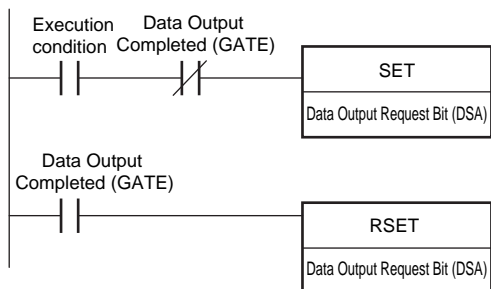 Execution
condition
Data Output
Completed (GATE)
SET
Data Output Request Bit (DSA)
Data Output
Completed (GATE)
RSET
Data Output Request Bit (DSA)